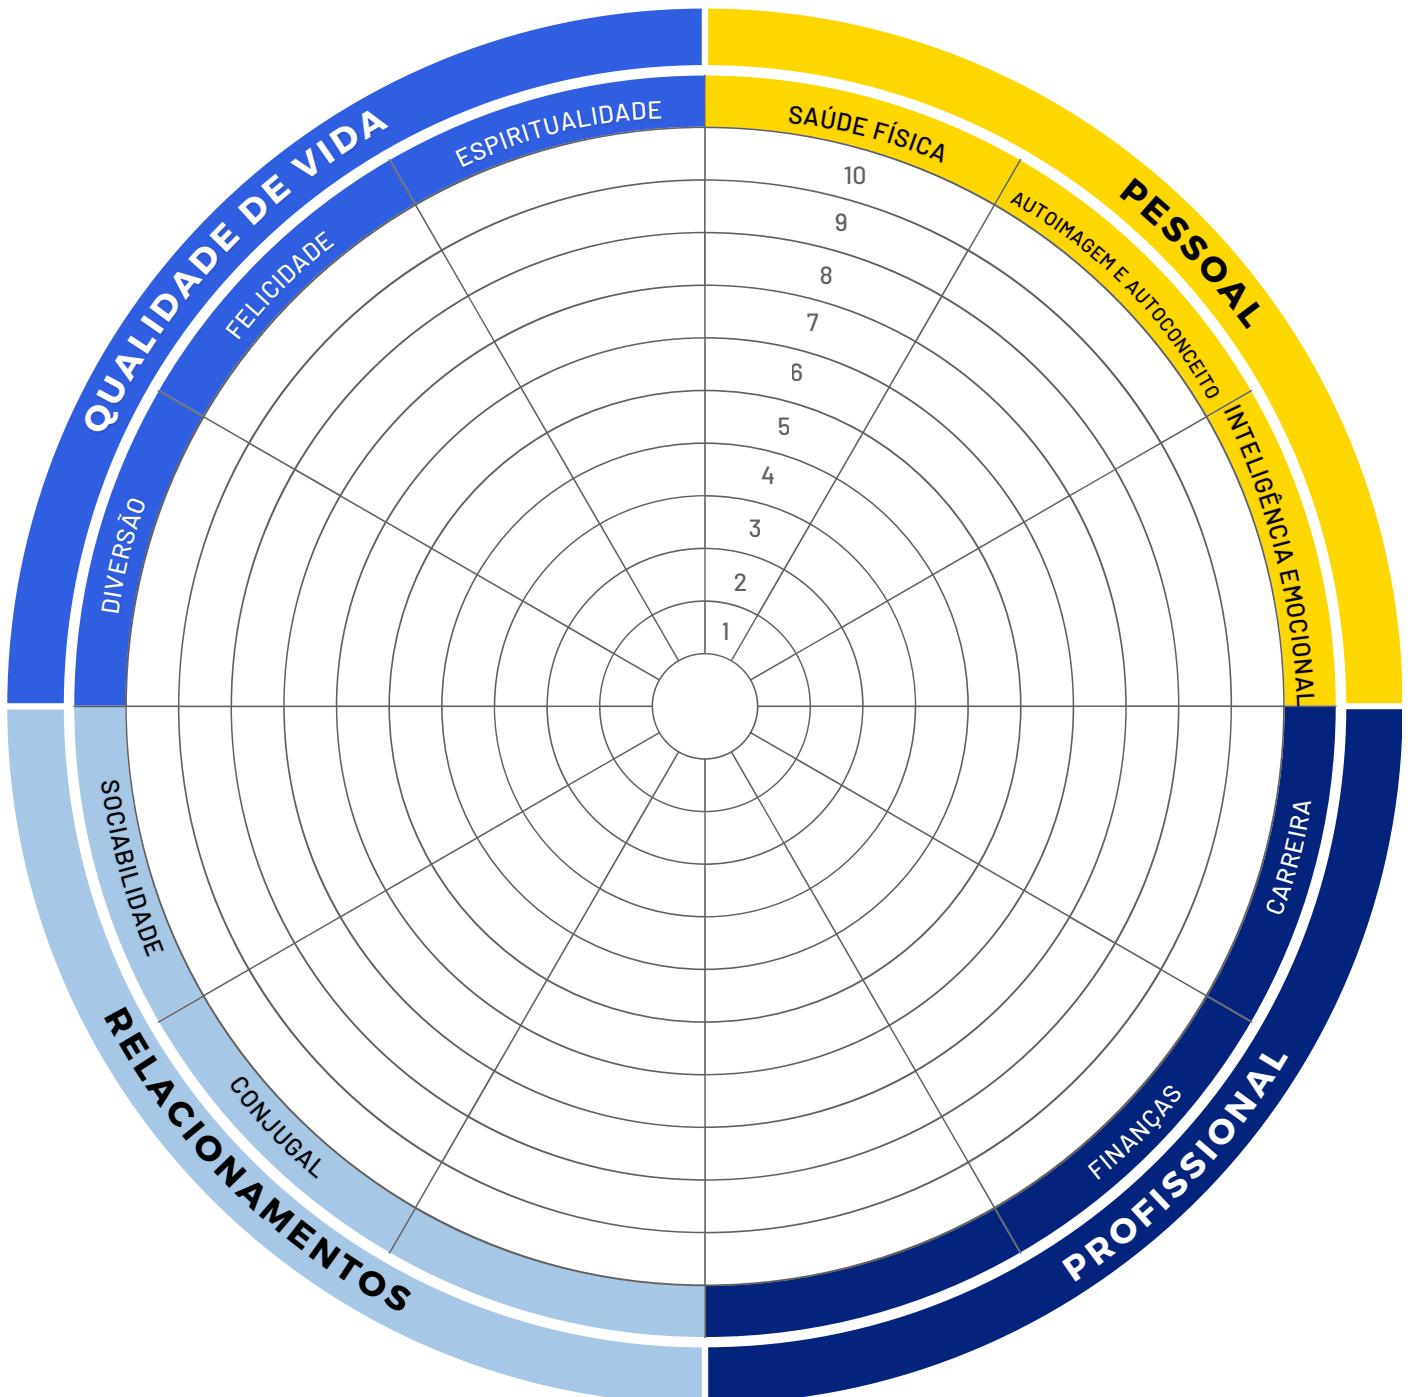 QUALIDADE DE VIDA
ESPIRITUALIDADE
FELICIDADE
DIVERSÃO
PESSOAL
SAÚDE FÍSICA
AUTOIMAGEM E AUTOCONCEITO
INTELIGÊNCIA EMOCIONAL
10
9
8
7
6
5
4
3
2
1
CARREIRA
FINANÇAS
PROFISSIONAL
SOCIABILIDADE
CONJUGAL
RELACIONAMENTOS